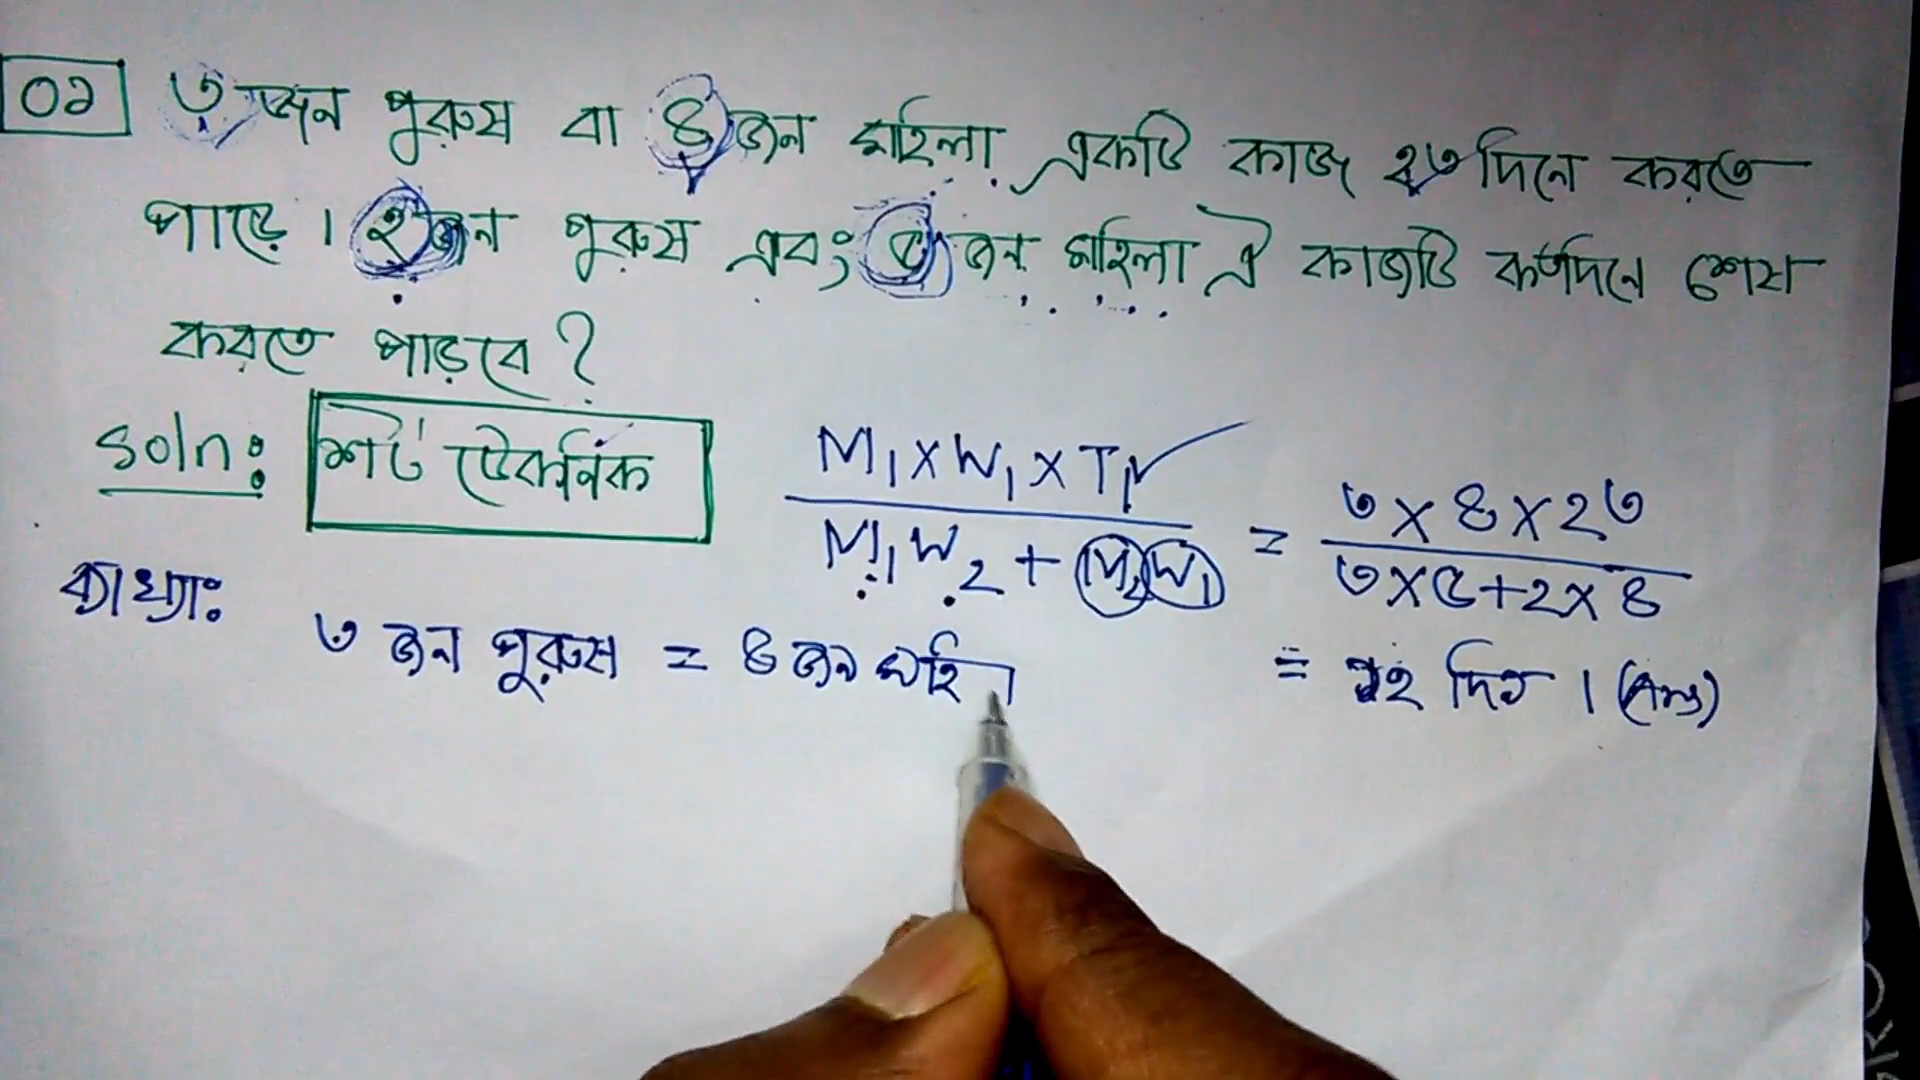 ০১ ৩ জন পুরুষ বা ৪ জন মহিলা একটি কাজ ২৩ দিনে করতে
পাড়ে । ২ জন পুরুষ এবং ৫ জন মহিলা ঐ কাজটি কতদিনে শেষ
করতে পাড়বে ?
Soln: শর্ট টেকনিক
M₁ x W₁ x T₁
M₁W₂ + M₂W₁
= ৩ x ৪ x ২৩
৩ x ৫ + ২ x ৪
= ১২ দিন । (Ans)
ব্যাখ্যা:
৩ জন পুরুষ = ৪ জন মহি